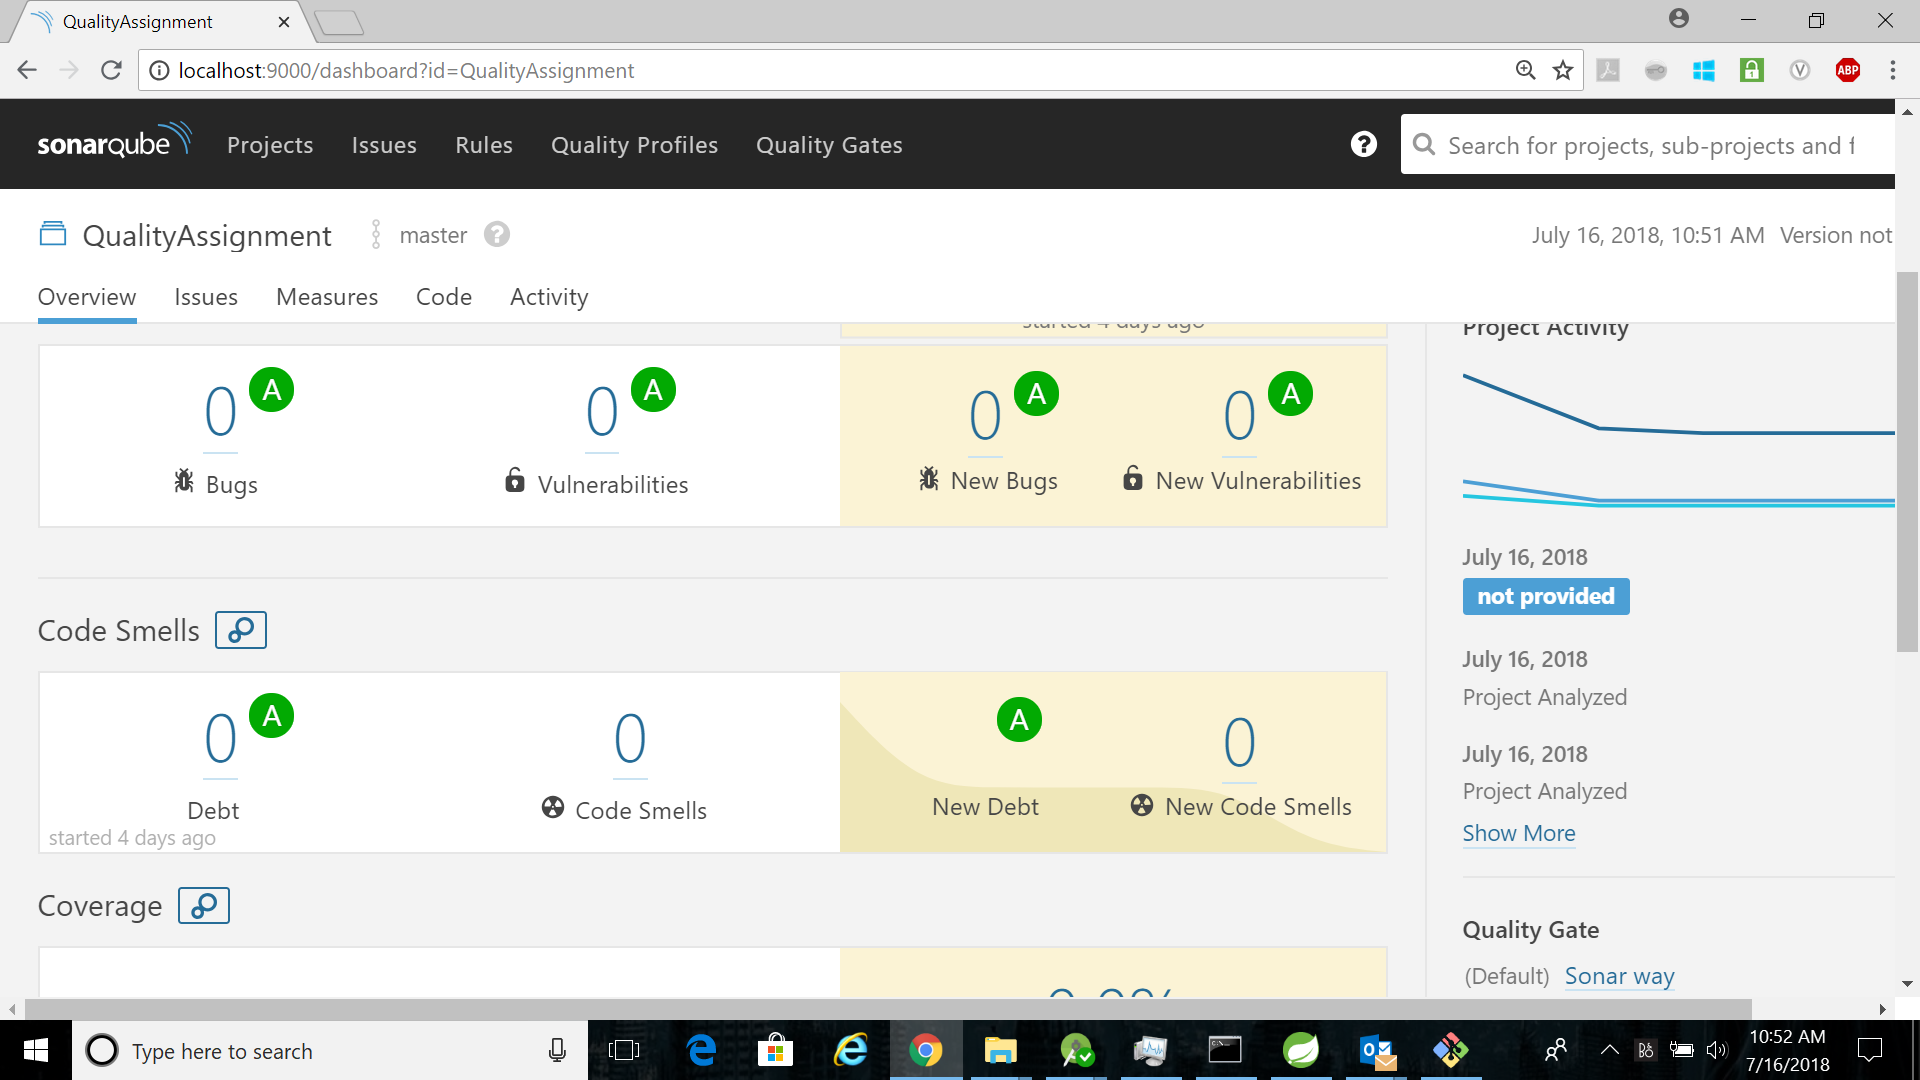 QualityAssignment
localhost:9000/dashboard?id=QualityAssignment
ABP
sonarqube Projects Issues Rules Quality Profiles Quality Gates ? Search for projects, sub-projects and f
QualityAssignment master ? July 16, 2018, 10:51 AM Version not
Overview Issues Measures Code Activity
started 4 days ago
Project Activity
0 A 0 A 0 A 0 A
Bugs Vulnerabilities New Bugs New Vulnerabilities
July 16, 2018
not provided
Code Smells
July 16, 2018
Project Analyzed
0 A 0 A 0
Debt Code Smells New Debt New Code Smells
started 4 days ago
July 16, 2018
Project Analyzed
Show More
Coverage
Quality Gate
(Default) Sonar way
Type here to search
10:52 AM
7/16/2018